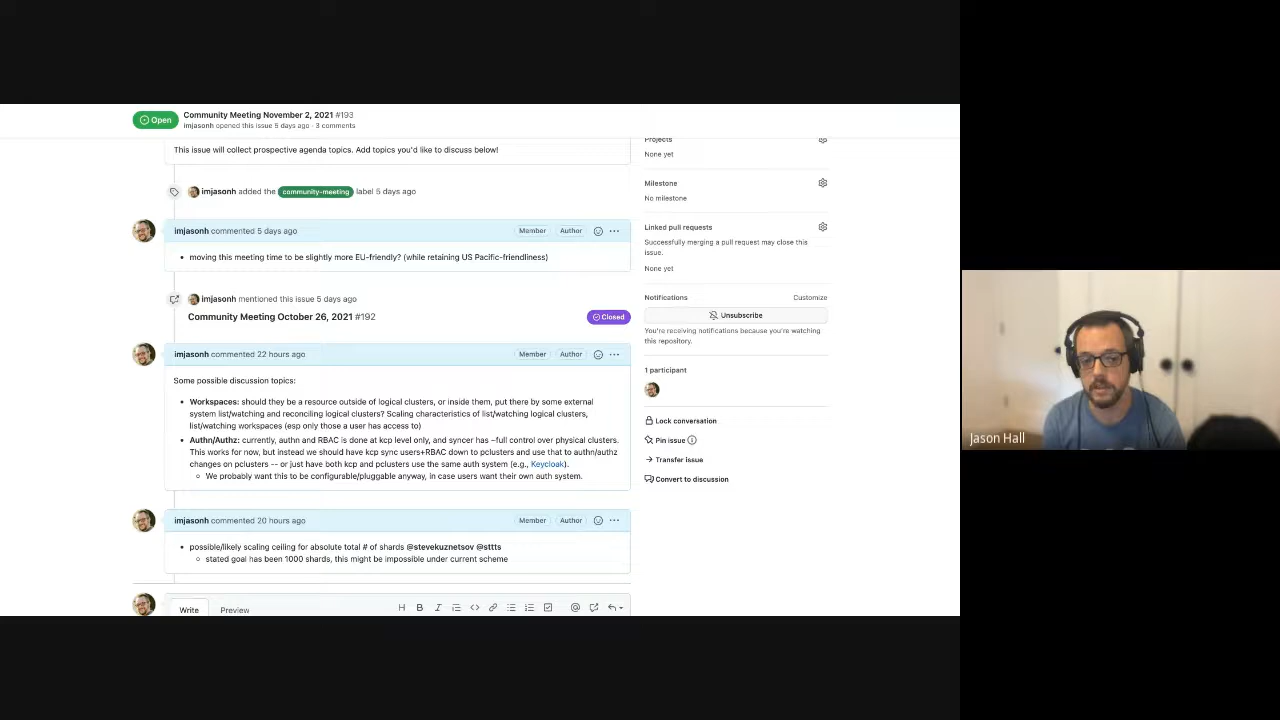 Open
Community Meeting November 2, 2021 #193
imjasonh opened this issue 5 days ago · 3 comments
This issue will collect prospective agenda topics. Add topics you'd like to discuss below!
imjasonh added the community-meeting label 5 days ago
imjasonh commented 5 days ago
Member
Author
• moving this meeting time to be slightly more EU-friendly? (while retaining US Pacific-friendliness)
imjasonh mentioned this issue 5 days ago
Community Meeting October 26, 2021 #192
Closed
imjasonh commented 22 hours ago
Member
Author
Some possible discussion topics:
• Workspaces: should they be a resource outside of logical clusters, or inside them, put there by some external
system list/watching and reconciling logical clusters? Scaling characteristics of list/watching logical clusters,
list/watching workspaces (esp only those a user has access to)
• Authn/Authz: currently, authn and RBAC is done at kcp level only, and syncer has ~full control over physical clusters.
This works for now, but instead we should have kcp sync users+RBAC down to pclusters and use that to authn/authz
changes on pclusters -- or just have both kcp and pclusters use the same auth system (e.g., Keycloak).
◦ We probably want this to be configurable/pluggable anyway, in case users want their own auth system.
imjasonh commented 20 hours ago
Member
Author
• possible/likely scaling ceiling for absolute total # of shards @stevekuznetsov @sttts
◦ stated goal has been 1000 shards, this might be impossible under current scheme
Write
Preview
Projects
None yet
Milestone
No milestone
Linked pull requests
Successfully merging a pull request may close this
issue.
None yet
Notifications
Customize
Unsubscribe
You're receiving notifications because you're watching
this repository.
1 participant
Lock conversation
Pin issue
Transfer issue
Convert to discussion
Jason Hall